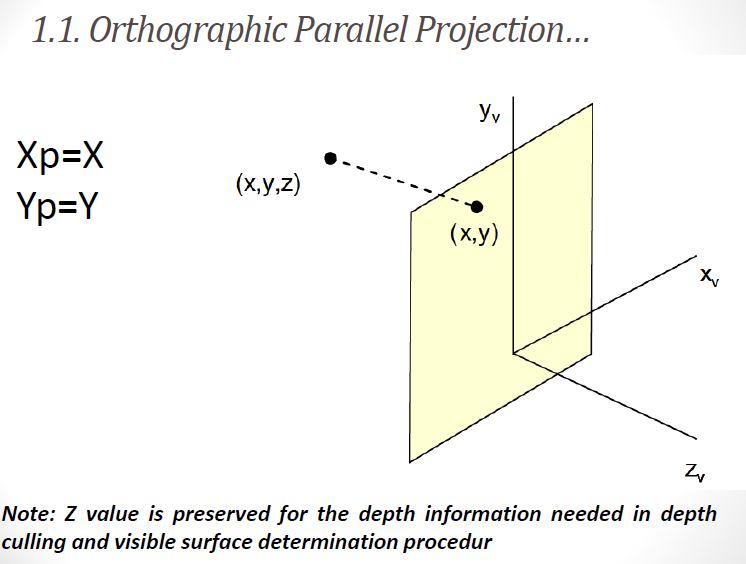 1.1. Orthographic Parallel Projection...
Xp=X
Yp=Y
yv
(x,y,z)
(x,y)
xv
zv
Note: Z value is preserved for the depth information needed in depth
culling and visible surface determination procedur